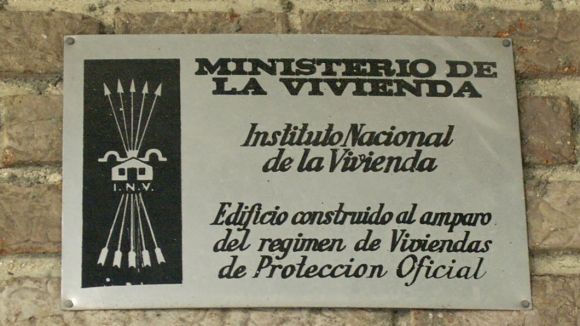 MINISTERIO DE
LA VIVIENDA
Instituto Nacional
de la Vivienda
I.N.V.
Edificio construido al amparo
del regimen de Viviendas
de Proteccion Oficial